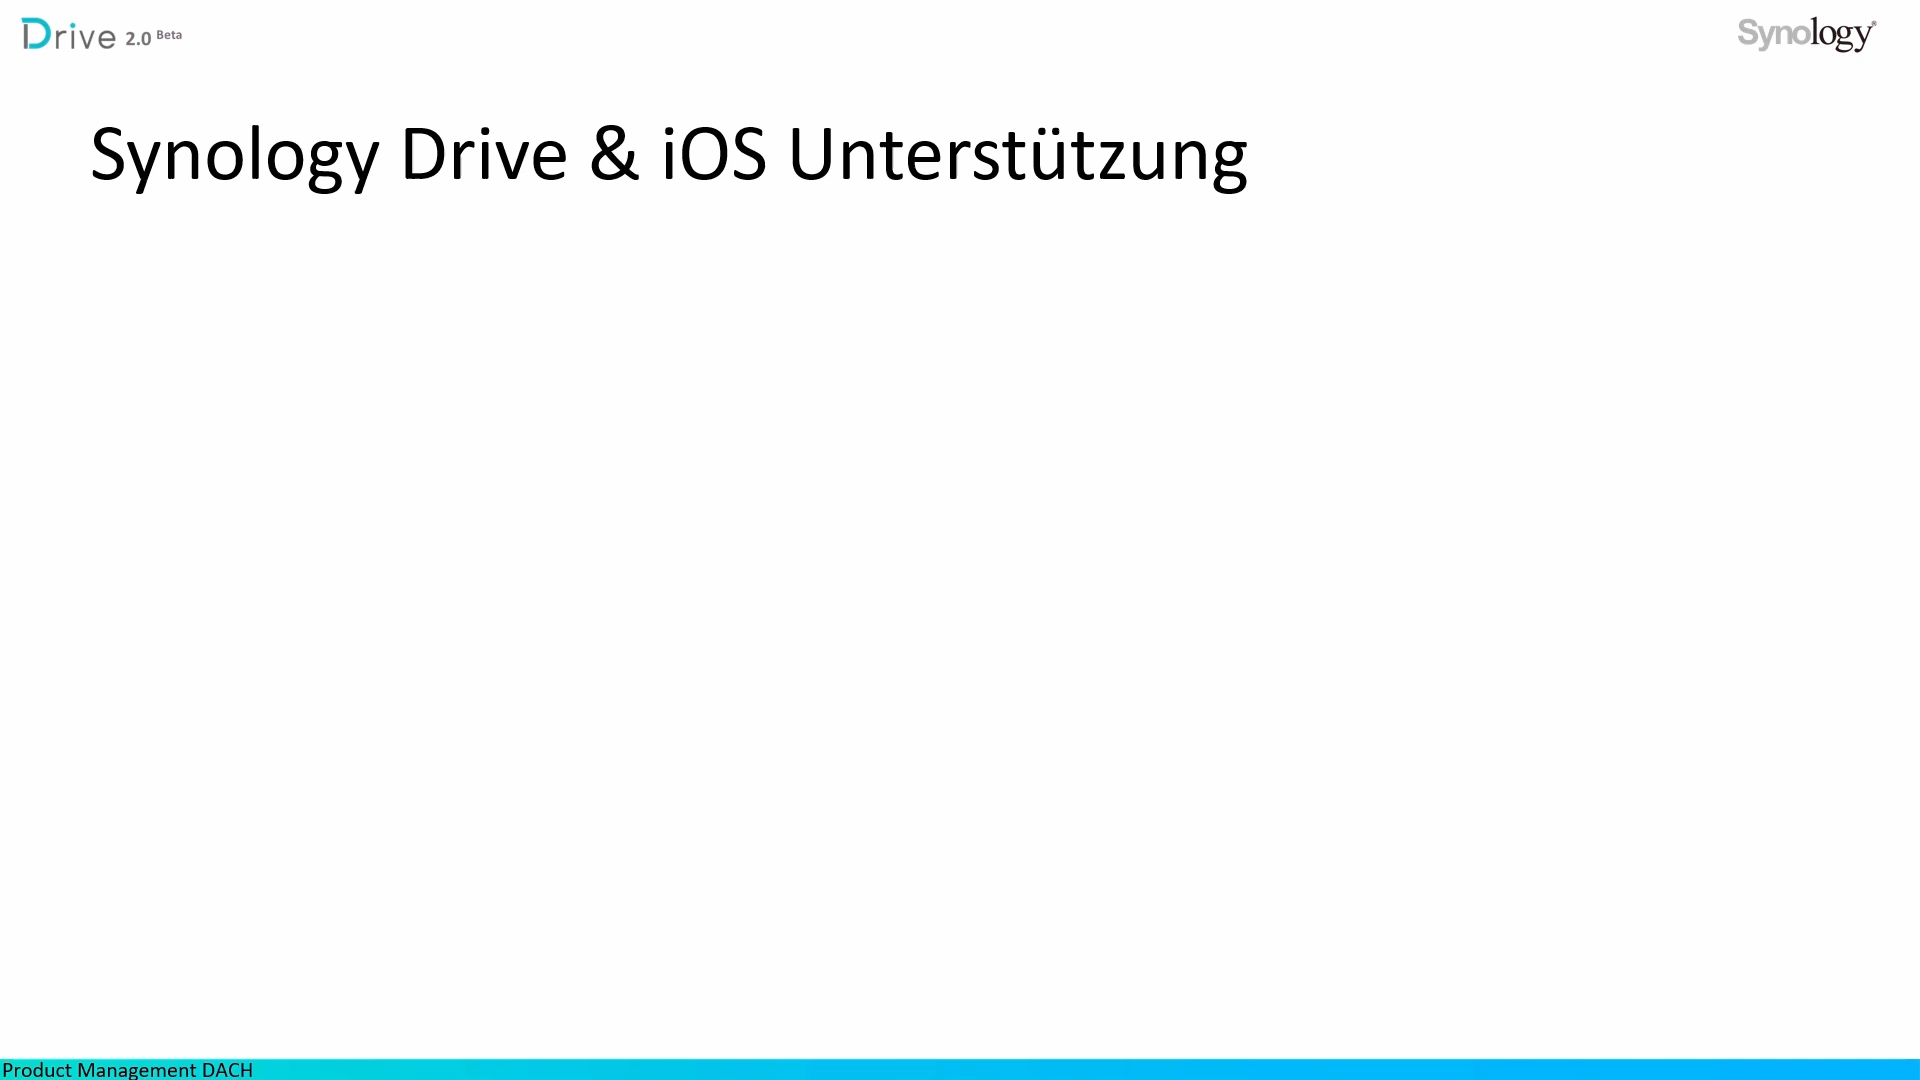 Drive 2.0 Beta
Synology®
Synology Drive & iOS Unterstützung
Product Management DACH